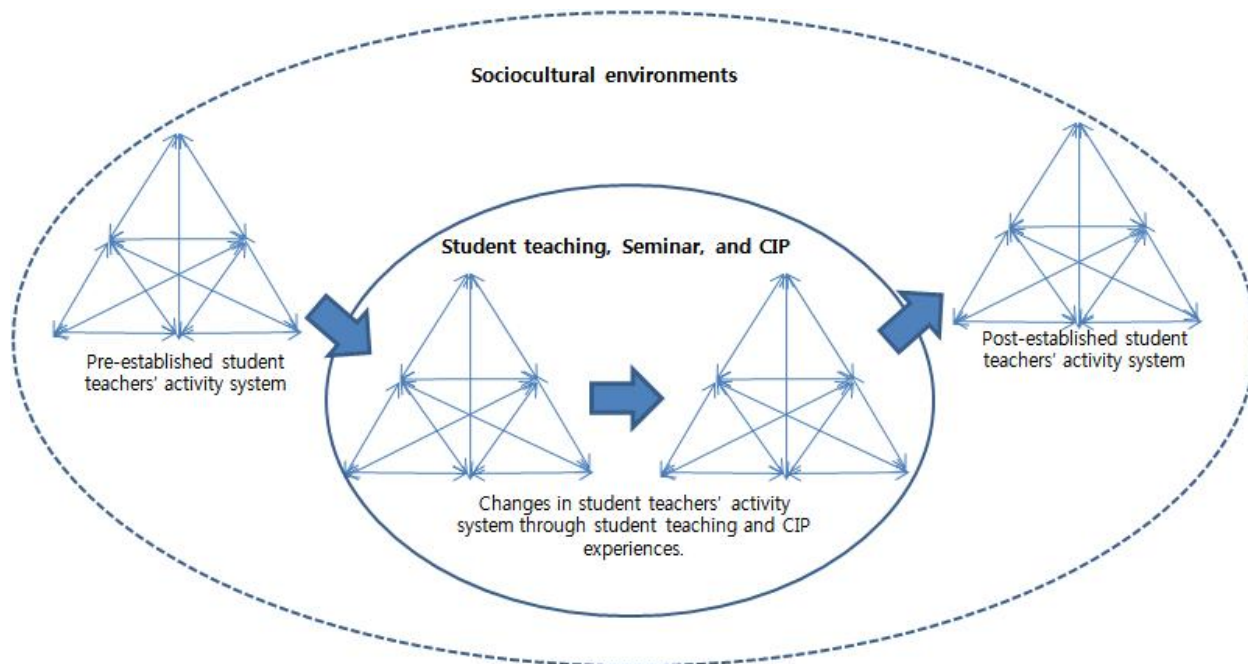 Sociocultural environments
Student teaching, Seminar, and CIP
Pre-established student
teachers' activity system
Post-established student
teachers' activity system
Changes in student teachers' activity
system through student teaching and CIP
experiences.